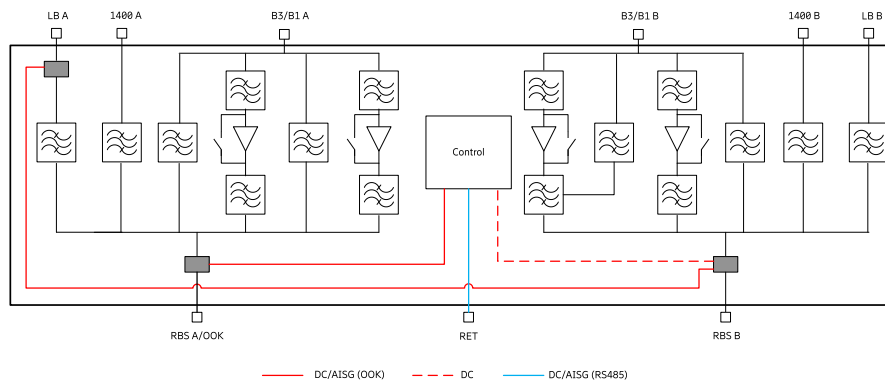 LB A
1400 A
B3/B1 A
B3/B1 B
1400 B
LB B
Control
RBS A/OOK
RET
RBS B
DC/AISG (OOK)
DC
DC/AISG (RS485)